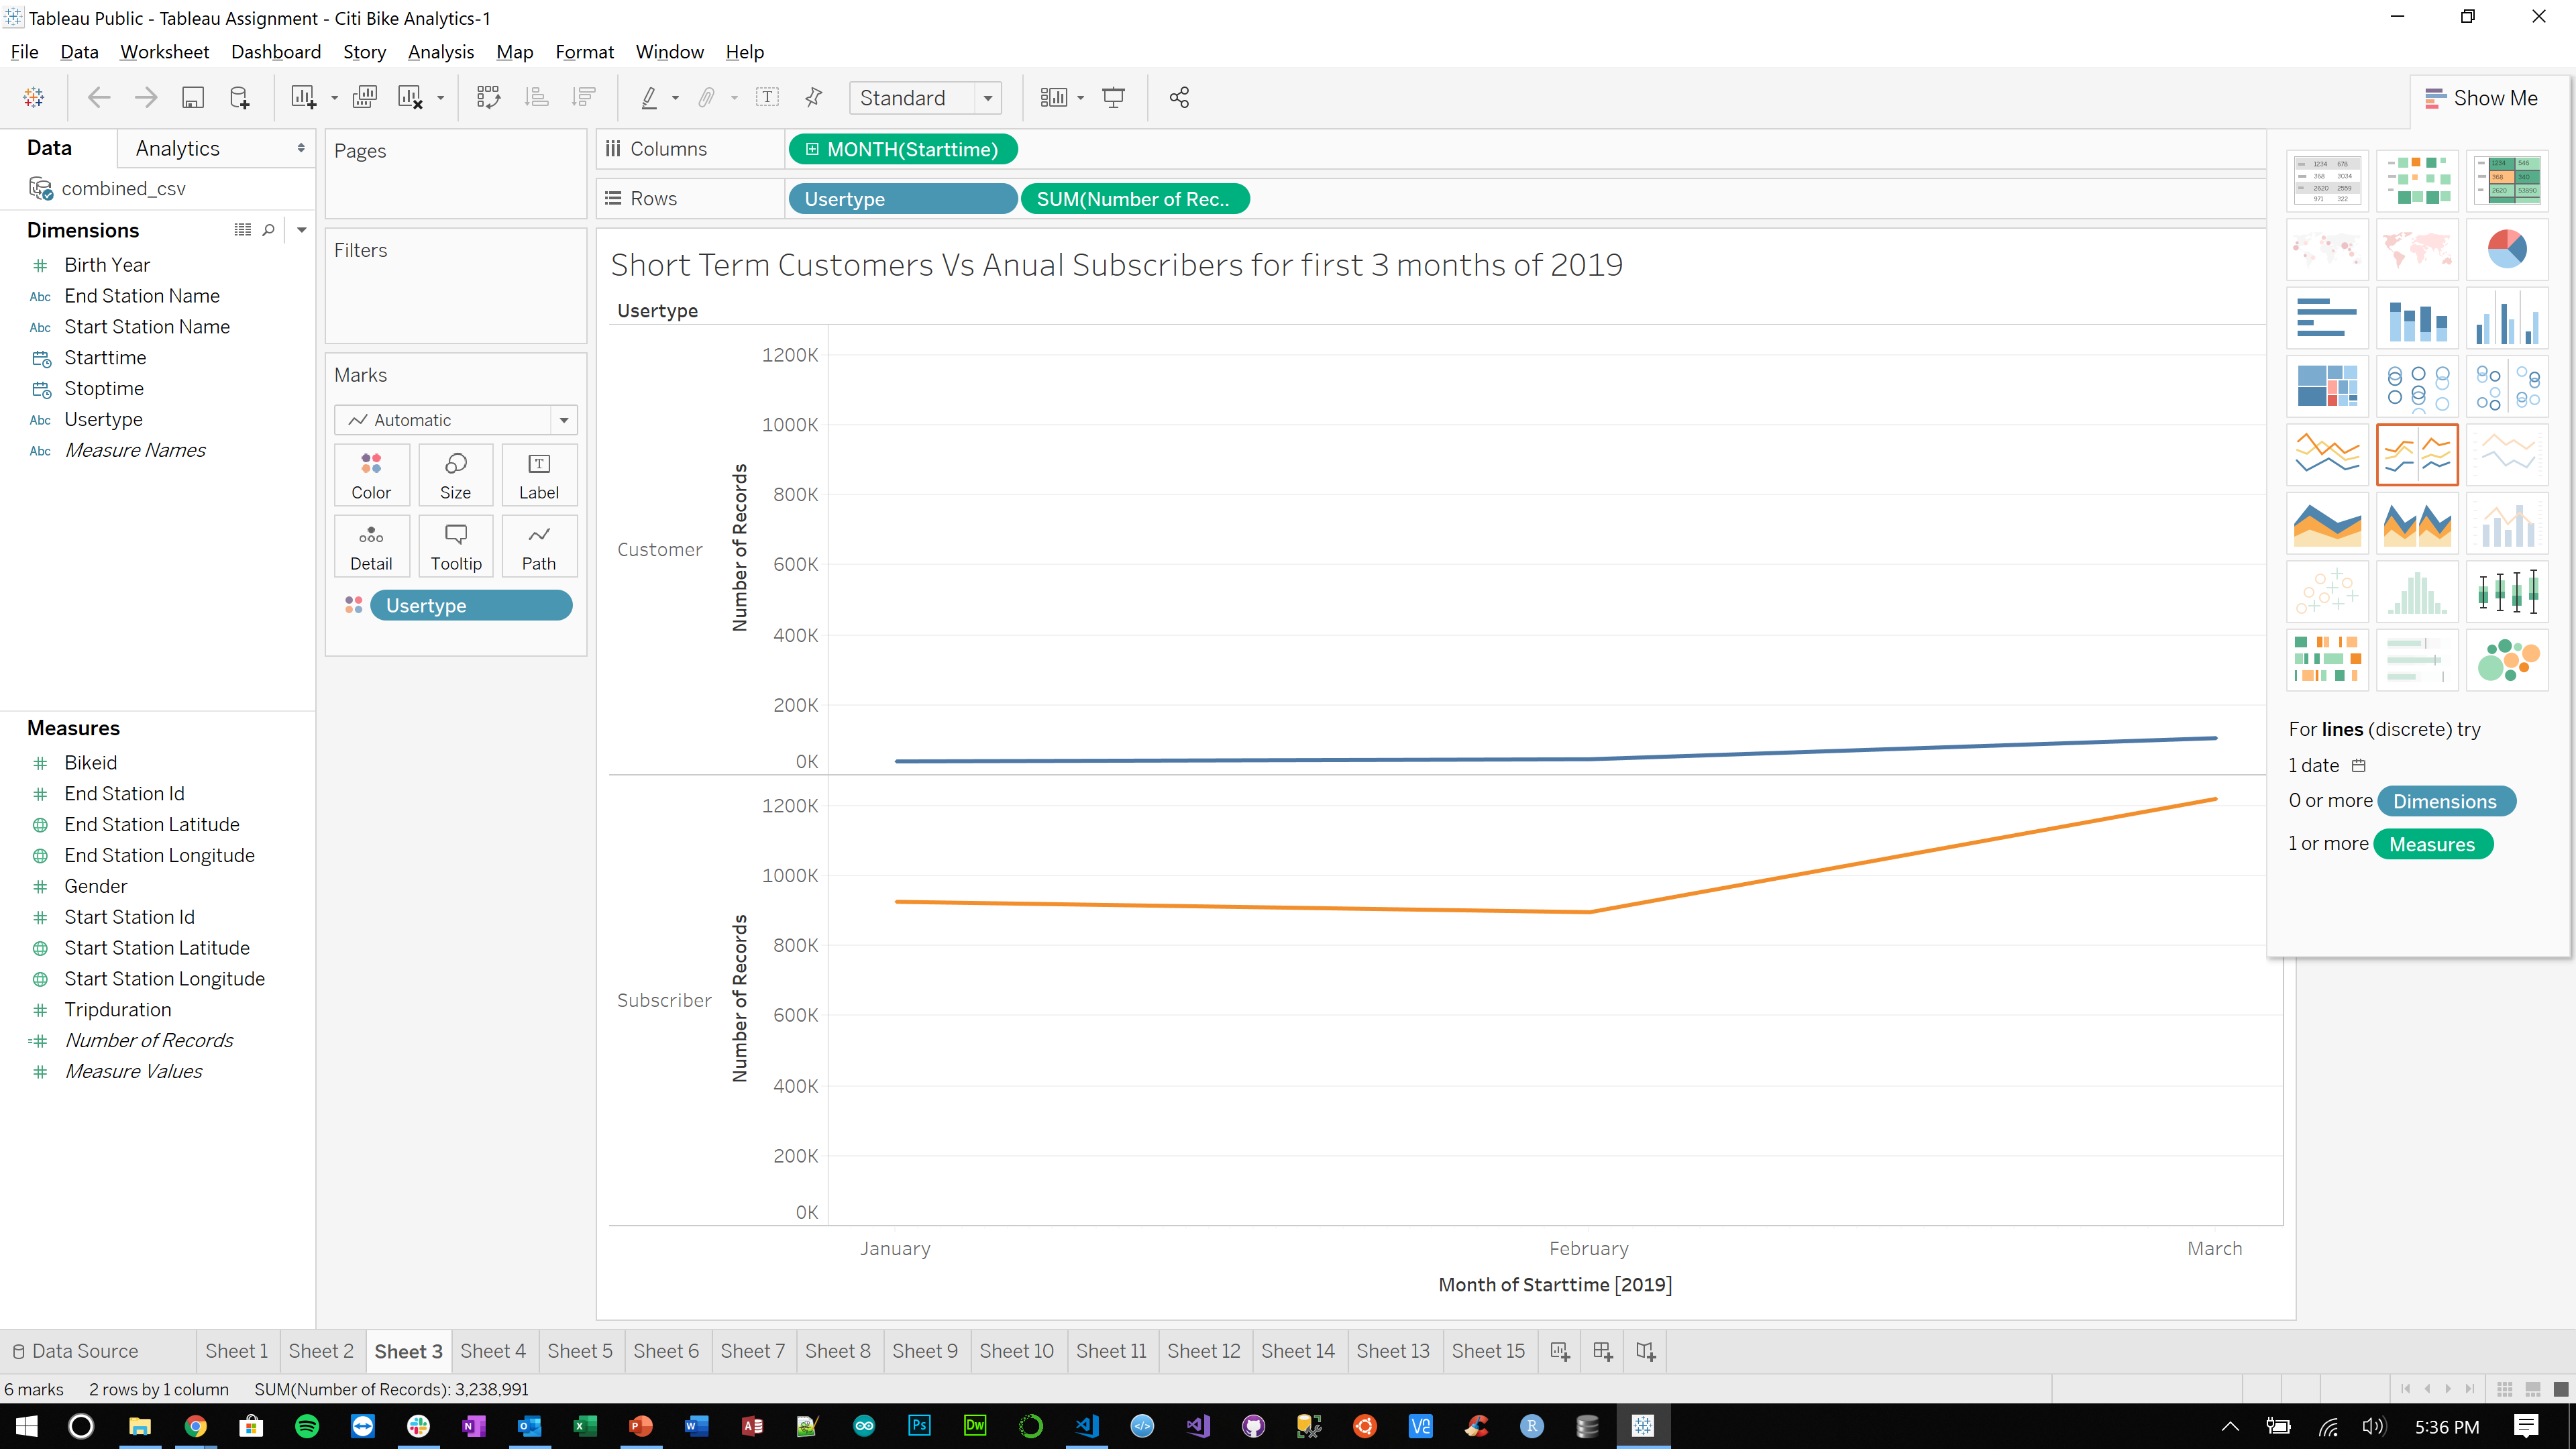 Tableau Public - Tableau Assignment - Citi Bike Analytics-1
File Data Worksheet Dashboard Story Analysis Map Format Window Help
Standard
Show Me
Data Analytics
combined_csv
Dimensions
Birth Year
Abc End Station Name
Abc Start Station Name
Starttime
Stoptime
Abc Usertype
Abc Measure Names
Measures
Bikeid
End Station Id
End Station Latitude
End Station Longitude
Gender
Start Station Id
Start Station Latitude
Start Station Longitude
Tripduration
Number of Records
Measure Values
Pages
Filters
Marks
Automatic
Color Size Label
Detail Tooltip Path
Usertype
Columns MONTH(Starttime)
Rows Usertype SUM(Number of Rec..
Short Term Customers Vs Anual Subscribers for first 3 months of 2019
Usertype
Customer
Number of Records
1200K
1000K
800K
600K
400K
200K
0K
Subscriber
Number of Records
1200K
1000K
800K
600K
400K
200K
0K
January February March
Month of Starttime [2019]
For lines (discrete) try
1 date
0 or more Dimensions
1 or more Measures
Data Source Sheet 1 Sheet 2 Sheet 3 Sheet 4 Sheet 5 Sheet 6 Sheet 7 Sheet 8 Sheet 9 Sheet 10 Sheet 11 Sheet 12 Sheet 14 Sheet 13 Sheet 15
6 marks 2 rows by 1 column SUM(Number of Records): 3,238,991
5:36 PM